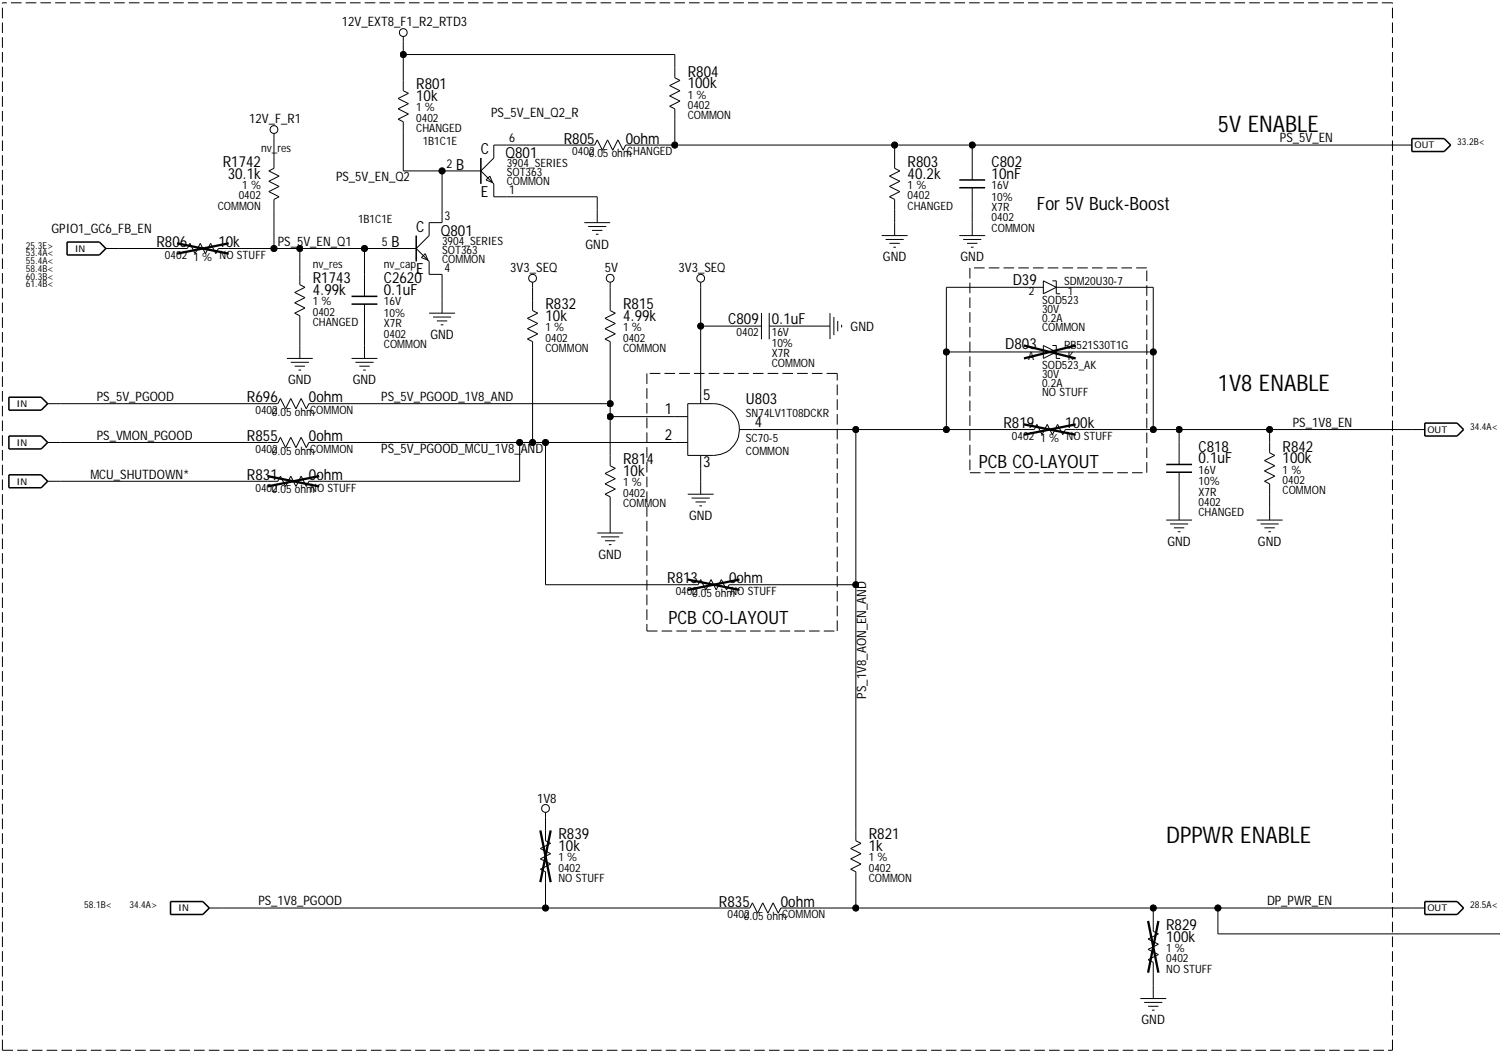 12V_EXT8_F1_R2_RTD3
R801
10k
1 %
0402
CHANGED
R804
100k
1 %
0402
COMMON
12V_F_R1
nv_res
R1742
30.1k
1 %
0402
COMMON
PS_5V_EN_Q2_R
1B1C1E
6
C
2 B
E
1
Q801
3904_SERIES
SOT363
COMMON
R805
0ohm
0402
0.05 ohm
CHANGED
5V ENABLE
PS_5V_EN
OUT
33.2B<
PS_5V_EN_Q2
R803
40.2k
1 %
0402
CHANGED
GND
C802
10nF
16V
10%
X7R
0402
COMMON
GND
For 5V Buck-Boost
GND
GPIO1_GC6_FB_EN
25.3E>
53.4A<
55.4A<
58.4B<
60.3B<
61.4B<
IN
R806
10k
0402
1 %
NO STUFF
PS_5V_EN_Q1
1B1C1E
3
C
5 B
E
4
Q801
3904_SERIES
SOT363
COMMON
GND
nv_res
R1743
4.99k
1 %
0402
CHANGED
GND
nv_cap
C2620
0.1uF
16V
10%
X7R
0402
COMMON
GND
3V3_SEQ
R832
10k
1 %
0402
COMMON
5V
R815
4.99k
1 %
0402
COMMON
3V3_SEQ
C809
0402
0.1uF
16V
10%
X7R
COMMON
GND
D39
2
1
SDM20U30-7
SOD523
30V
0.2A
COMMON
D803
A
K
RB521S30T1G
SOD523_AK
30V
0.2A
NO STUFF
R819
100k
0402
1 %
NO STUFF
PCB CO-LAYOUT
1V8 ENABLE
PS_1V8_EN
OUT
34.4A<
C818
0.1uF
16V
10%
X7R
0402
CHANGED
GND
R842
100k
1 %
0402
COMMON
GND
IN
PS_5V_PGOOD
R696
0ohm
0402
0.05 ohm
COMMON
PS_5V_PGOOD_1V8_AND
IN
PS_VMON_PGOOD
R855
0ohm
0402
0.05 ohm
COMMON
PS_5V_PGOOD_MCU_1V8_AND
IN
MCU_SHUTDOWN*
R831
0ohm
0402
0.05 ohm
NO STUFF
R814
10k
1 %
0402
COMMON
GND
5
1
2
4
3
U803
SN74LV1T08DCKR
SC70-5
COMMON
GND
R813
0ohm
0402
0.05 ohm
NO STUFF
PCB CO-LAYOUT
PS_1V8_AON_EN_AND
1V8
R839
10k
1 %
0402
NO STUFF
R821
1k
1 %
0402
COMMON
DPPWR ENABLE
58.1B<
34.4A>
IN
PS_1V8_PGOOD
R835
0ohm
0402
0.05 ohm
COMMON
DP_PWR_EN
OUT
28.5A<
R829
100k
1 %
0402
NO STUFF
GND